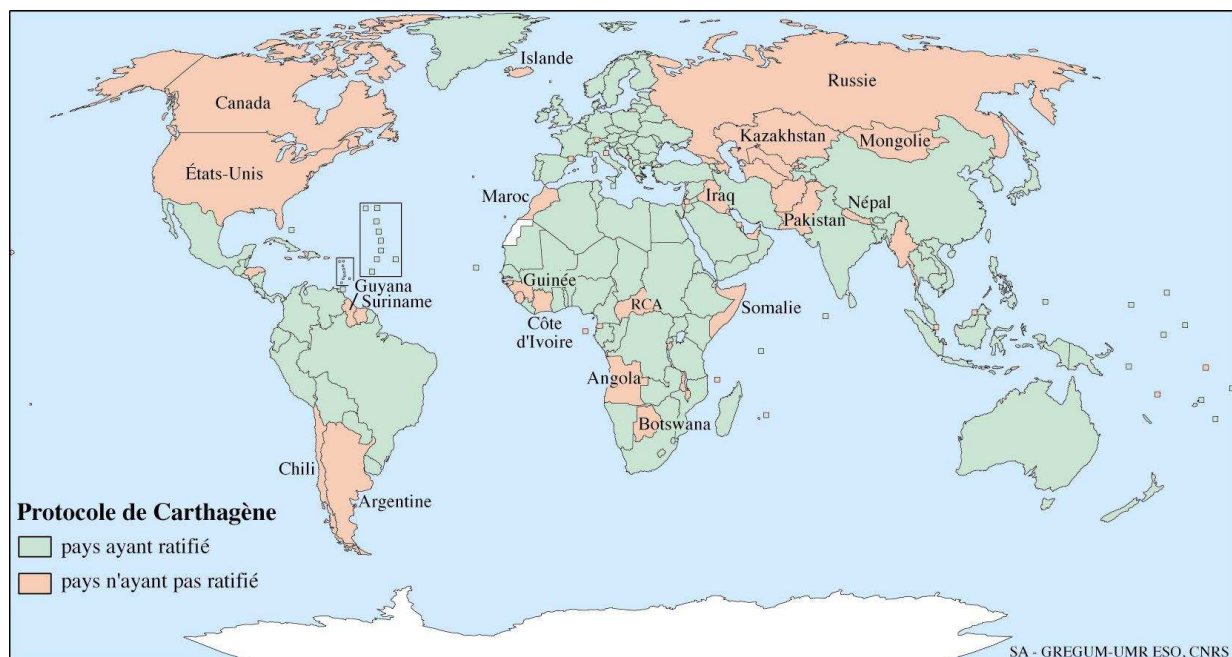 Islande
Russie
Canada
Kazakhstan
Mongolie
États-Unis
Maroc
Iraq
Népal
Pakistan
Guinée
Guyana
Suriname
RCA
Somalie
Côte
d'Ivoire
Angola
Botswana
Chili
Argentine
Protocole de Carthagène
pays ayant ratifié
pays n'ayant pas ratifié
SA - GREGUM-UMR ESO, CNRS